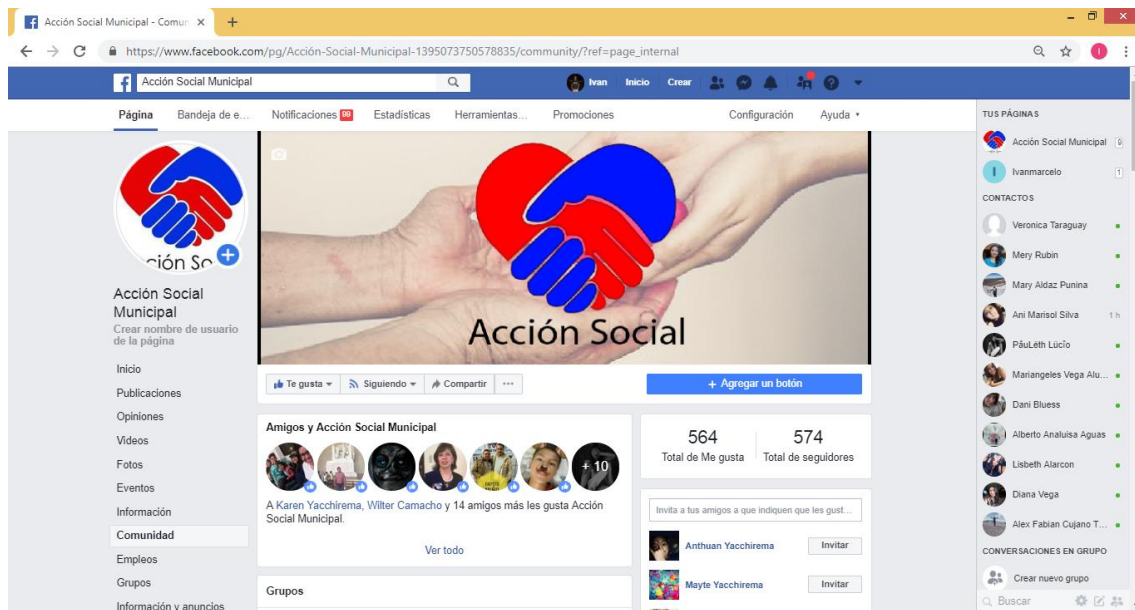 Acción Social Municipal - Comun
https://www.facebook.com/pg/Acción-Social-Municipal-1395073750578835/community/?ref=page_internal
I
Acción Social Municipal
Ivan Inicio Crear
Página Bandeja de e... Notificaciones 99 Estadísticas Herramientas... Promociones Configuración Ayuda
Acción Social
Municipal
Crear nombre de usuario
de la página
Inicio
Publicaciones
Opiniones
Videos
Fotos
Eventos
Información
Comunidad
Empleos
Grupos
Información y anuncios
Acción Social
Te gusta Siguiendo Compartir ...
+ Agregar un botón
Amigos y Acción Social Municipal
+ 10
A Karen Yacchirema, Wilter Camacho y 14 amigos más les gusta Acción
Social Municipal.
Ver todo
Grupos
564 574
Total de Me gusta Total de seguidores
Invita a tus amigos a que indiquen que les gust...
Anthuan Yacchirema Invitar
Mayte Yacchirema Invitar
TUS PÁGINAS
Acción Social Municipal 9
I Ivanmarcelo 1
CONTACTOS
Veronica Taraguay
Mery Rubin
Mary Aldaz Punina
Ani Marisol Silva 1 h
PáuLéth Lúcío
Mariangeles Vega Alu...
Dani Bluess
Alberto Analuisa Aguas
Lisbeth Alarcon
Diana Vega
Alex Fabian Cujano T...
CONVERSACIONES EN GRUPO
Crear nuevo grupo
Buscar